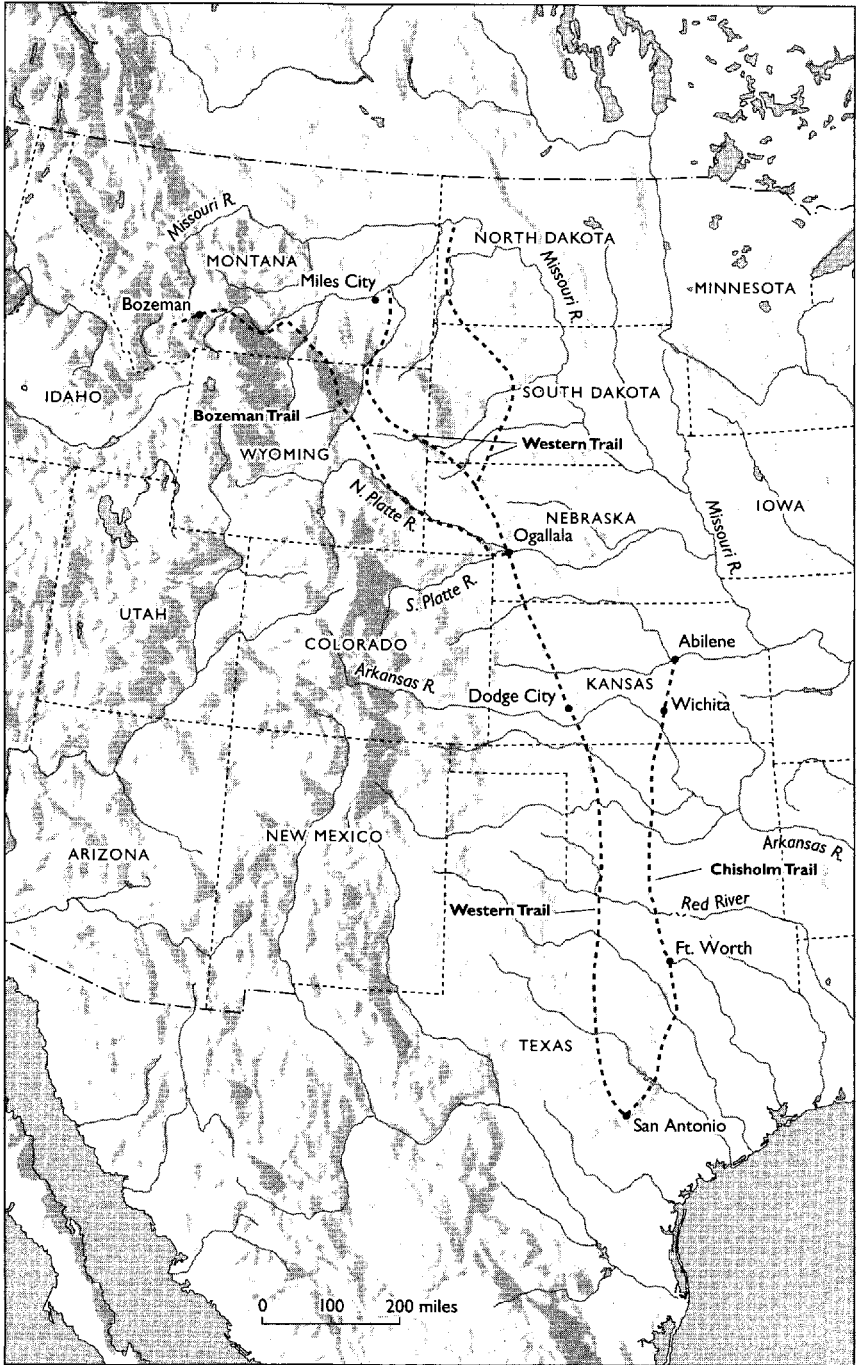 Missouri R.
NORTH DAKOTA
MONTANA
Missouri R.
Miles City
MINNESOTA
Bozeman
IDAHO
SOUTH DAKOTA
Bozeman Trail
Western Trail
WYOMING
N. Platte R.
NEBRASKA
IOWA
Missouri R.
Ogallala
S. Platte R.
UTAH
COLORADO
Abilene
Arkansas R.
KANSAS
Dodge City
Wichita
NEW MEXICO
Arkansas R.
ARIZONA
Chisholm Trail
Western Trail
Red River
Ft. Worth
TEXAS
San Antonio
0 100 200 miles